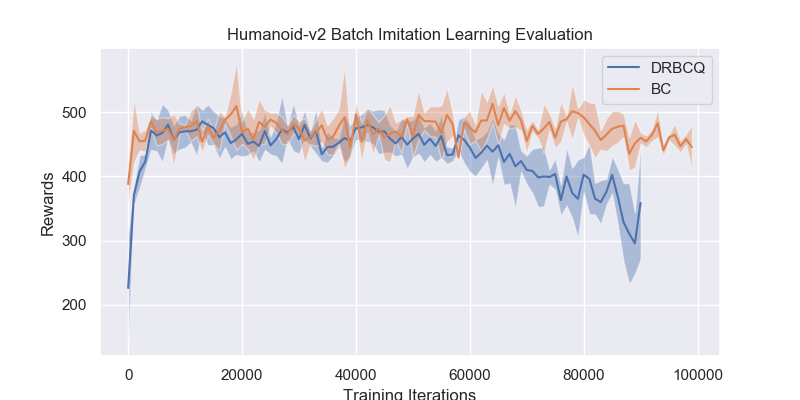 Humanoid-v2 Batch Imitation Learning Evaluation
DRBCQ
BC
500
400
300
200
Rewards
0
20000
40000
60000
80000
100000
Training Iterations